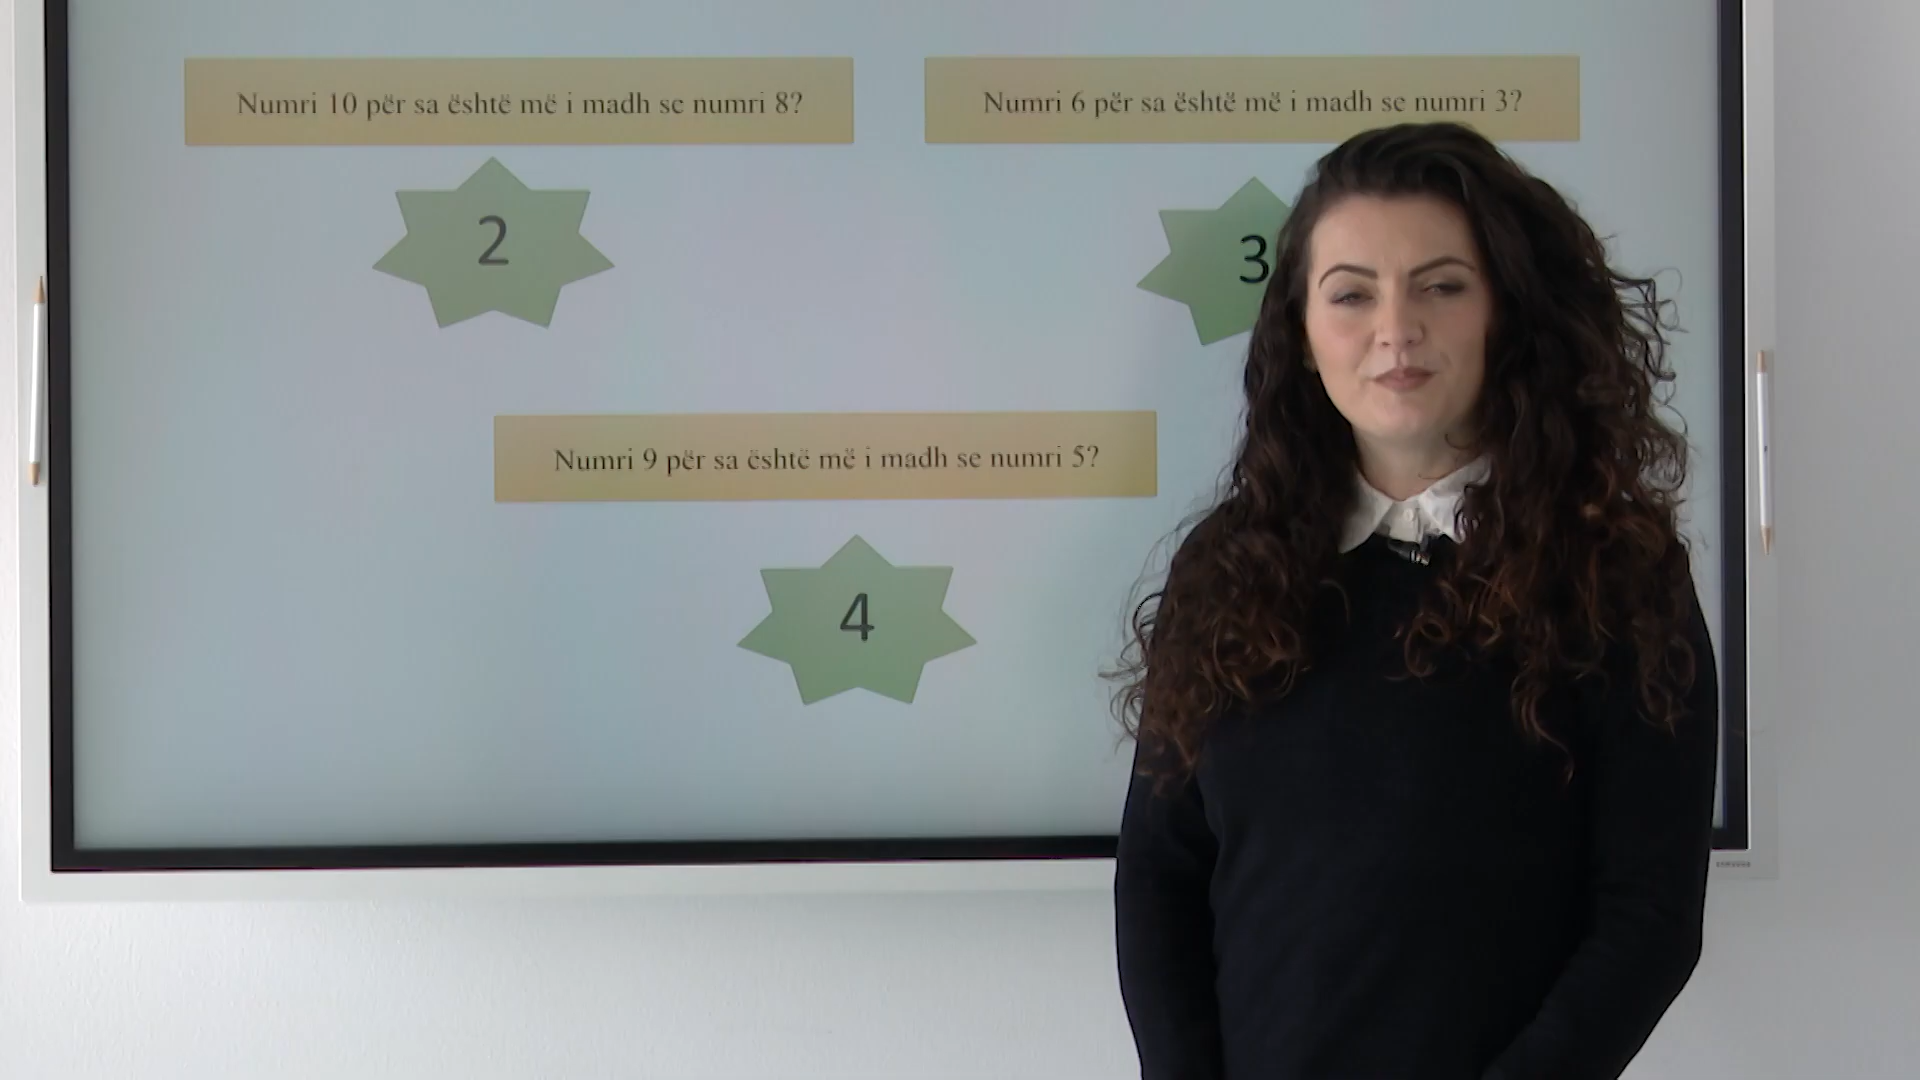 Numri 10 për sa është më i madh se numri 8?
Numri 6 për sa është më i madh se numri 3?
2
3
Numri 9 për sa është më i madh se numri 5?
4
SAMSUNG